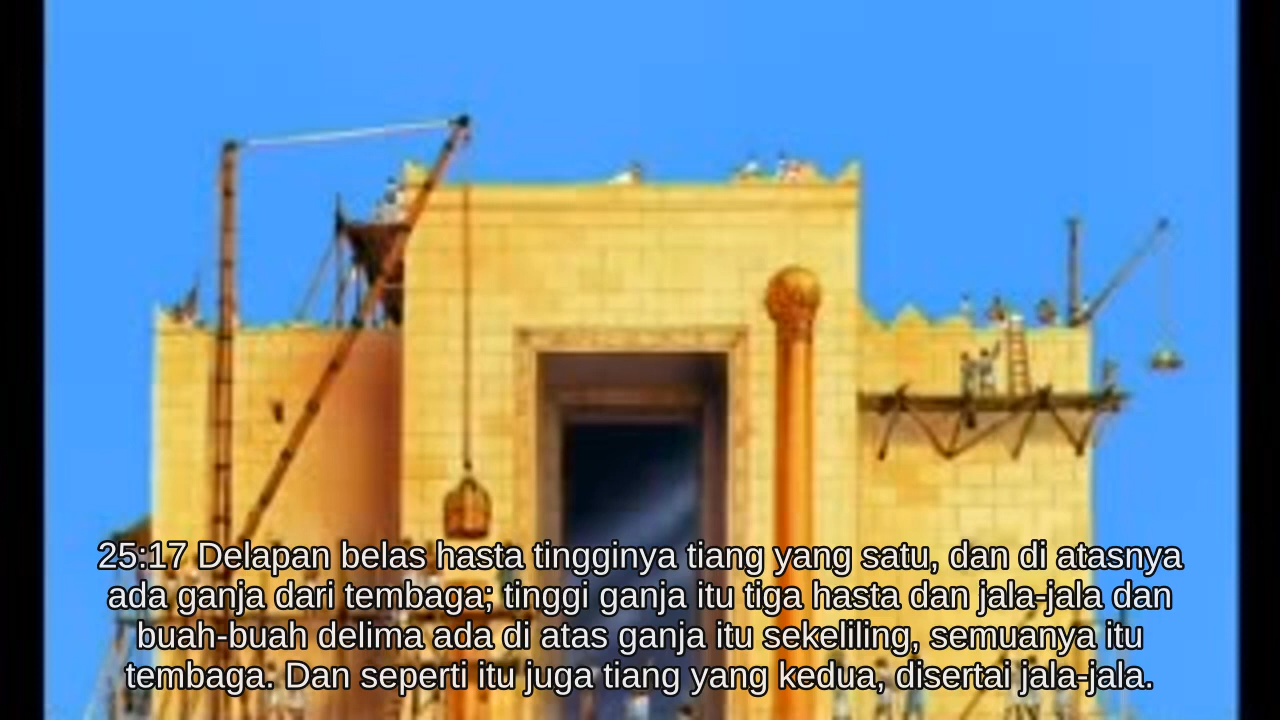 25:17 Delapan belas hasta tingginya tiang yang satu, dan di atasnya
ada ganja dari tembaga; tinggi ganja itu tiga hasta dan jala-jala dan
buah-buah delima ada di atas ganja itu sekeliling, semuanya itu
tembaga. Dan seperti itu juga tiang yang kedua, disertai jala-jala.